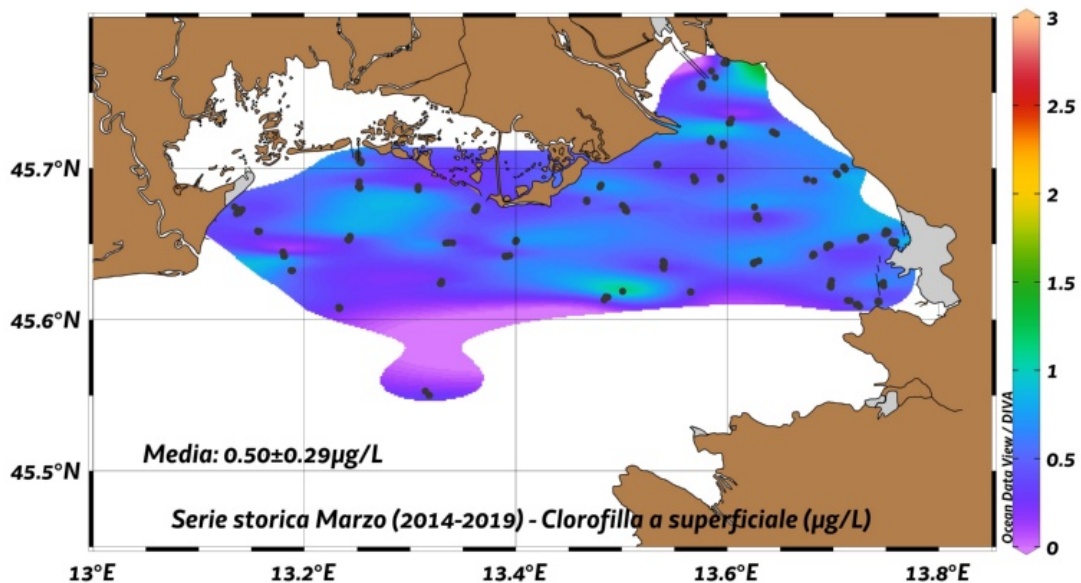 3
2.5
2
1.5
1
0.5
0
Ocean Data View / DIVA
45.7°N
45.6°N
45.5°N
Media: 0.50±0.29µg/L
Serie storica Marzo (2014-2019) - Clorofilla a superficiale (µg/L)
13°E
13.2°E
13.4°E
13.6°E
13.8°E